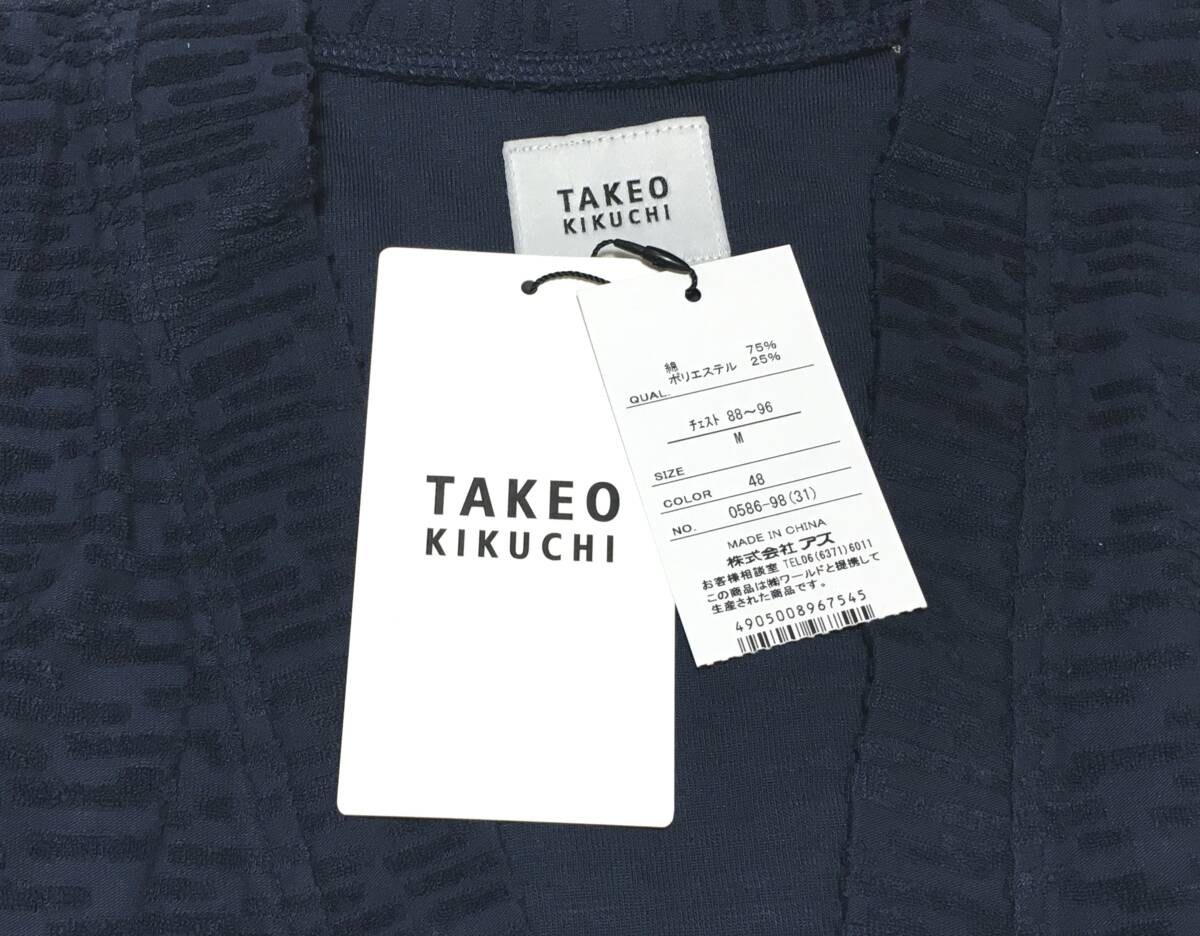 TAKEO
KIKUCHI
TAKEO
KIKUCHI
綿 75%
ポリエステル 25%
QUAL.
チェスト 88～96
M
SIZE
COLOR 48
NO. 0586-98(31)
MADE IN CHINA
株式会社アズ
お客様相談室 TEL06(6371)6011
この商品は㈱ワールドと提携して
生産された商品です。
4905008967545